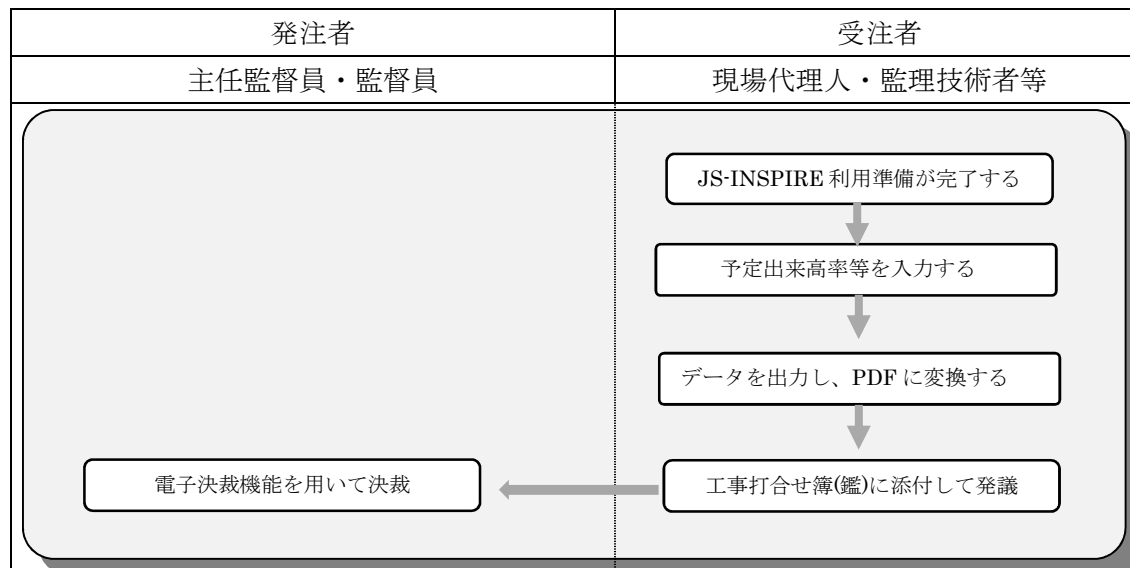 発注者
受注者
主任監督員・監督員
現場代理人・監理技術者等
JS-INSPIRE 利用準備が完了する
予定出来高率等を入力する
データを出力し、PDF に変換する
電子決裁機能を用いて決裁
工事打合せ簿(鑑)に添付して発議